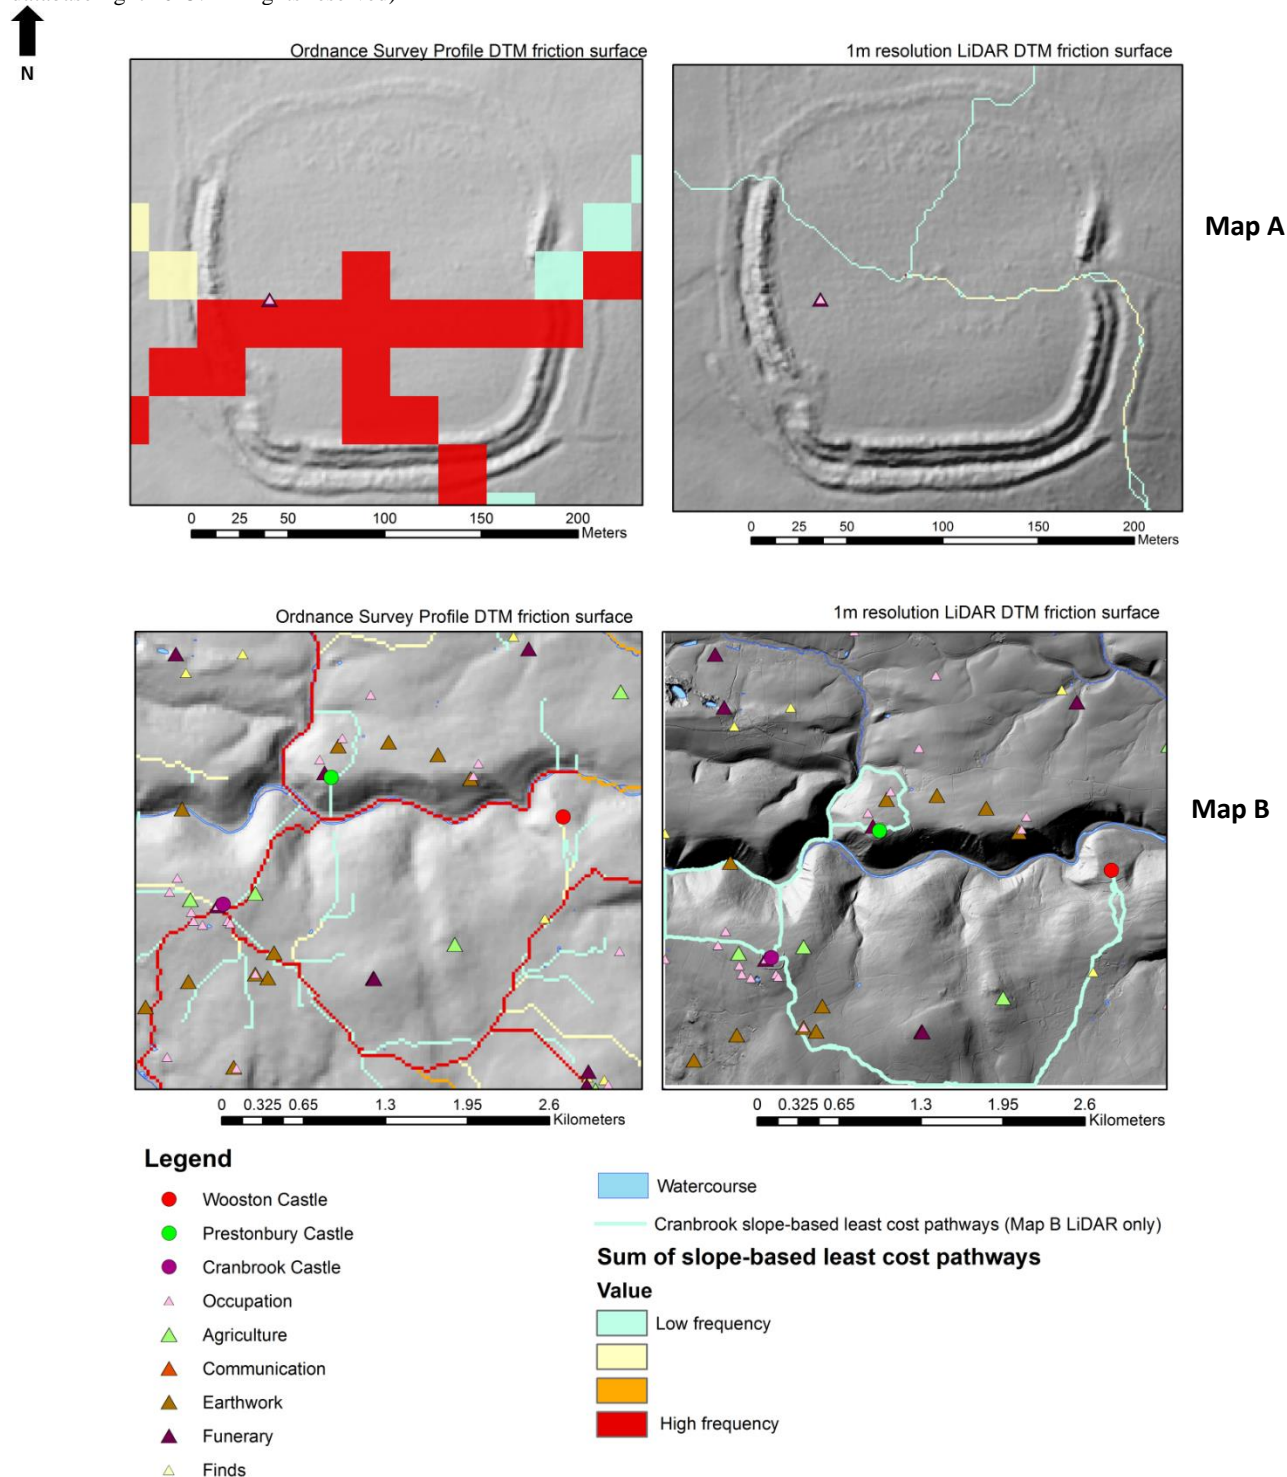 N
Ordnance Survey Profile DTM friction surface
1m resolution LiDAR DTM friction surface
Map A
0 25 50 100 150 200
Meters
0 25 50 100 150 200
Meters
Ordnance Survey Profile DTM friction surface
1m resolution LiDAR DTM friction surface
Map B
0 0.325 0.65 1.3 1.95 2.6
Kilometers
0 0.325 0.65 1.3 1.95 2.6
Kilometers
Legend
Wooston Castle
Prestonbury Castle
Cranbrook Castle
Occupation
Agriculture
Communication
Earthwork
Funerary
Finds
Watercourse
Cranbrook slope-based least cost pathways (Map B LiDAR only)
Sum of slope-based least cost pathways
Value
Low frequency
High frequency